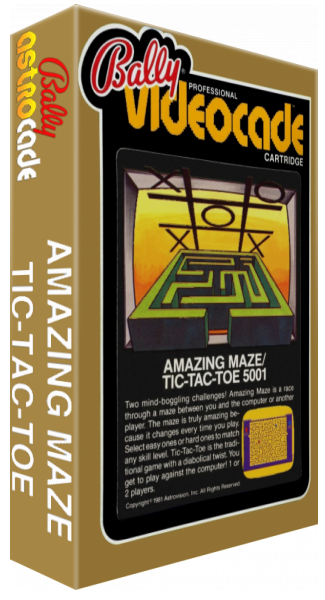 Bally
astrocade
AMAZING MAZE
TIC-TAC-TOE
Bally
PROFESSIONAL
VIDEOCADE
CARTRIDGE
AMAZING MAZE/
TIC-TAC-TOE 5001
Two mind-boggling challenges! Amazing Maze is a race
through a maze between you and the computer or another
player. The maze is truly amazing be-
cause it changes every time you play.
Select easy ones or hard ones to match
any skill level. Tic-Tac-Toe is the tradi-
tional game with a diabolical twist. You
get to play against the computer! 1 or
2 players.
Copyright © 1981 Astrovision, Inc. All Rights Reserved.